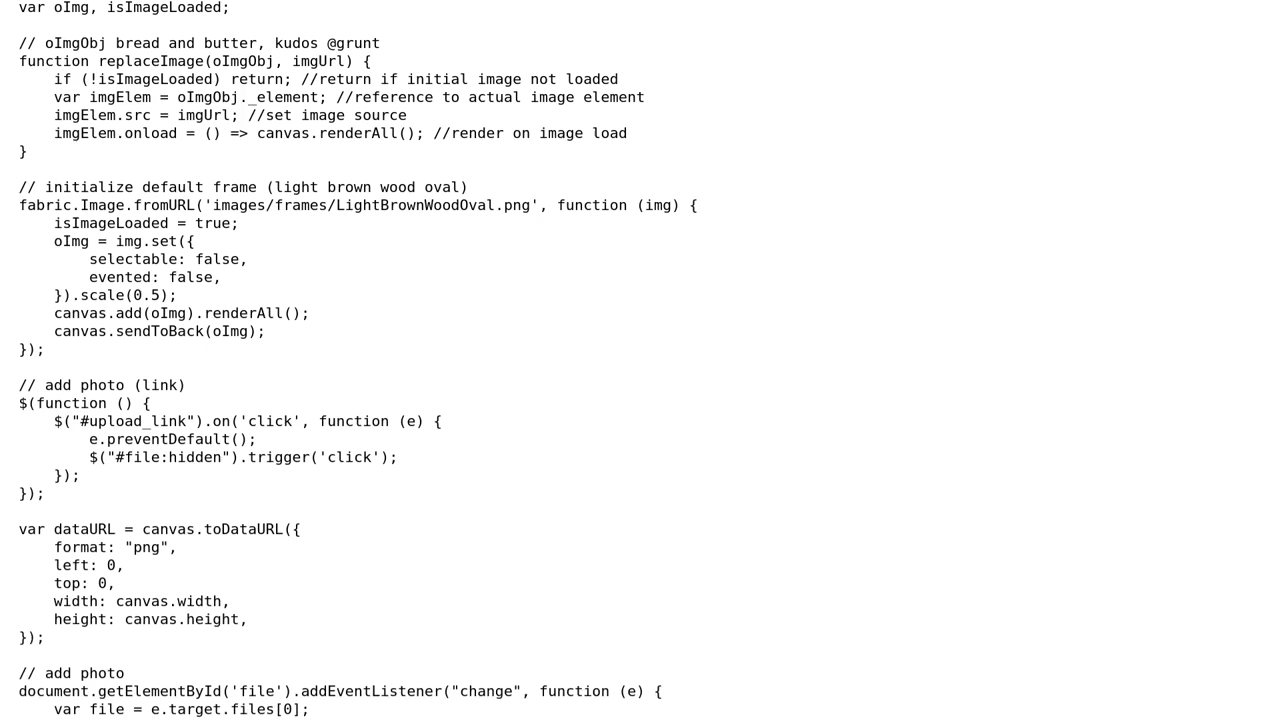 var oImg, isImageLoaded;

// oImgObj bread and butter, kudos @grunt
function replaceImage(oImgObj, imgUrl) {
    if (!isImageLoaded) return; //return if initial image not loaded
    var imgElem = oImgObj._element; //reference to actual image element
    imgElem.src = imgUrl; //set image source
    imgElem.onload = () => canvas.renderAll(); //render on image load
}

// initialize default frame (light brown wood oval)
fabric.Image.fromURL('images/frames/LightBrownWoodOval.png', function (img) {
    isImageLoaded = true;
    oImg = img.set({
        selectable: false,
        evented: false,
    }).scale(0.5);
    canvas.add(oImg).renderAll();
    canvas.sendToBack(oImg);
});

// add photo (link)
$(function () {
    $("#upload_link").on('click', function (e) {
        e.preventDefault();
        $("#file:hidden").trigger('click');
    });
});

var dataURL = canvas.toDataURL({
    format: "png",
    left: 0,
    top: 0,
    width: canvas.width,
    height: canvas.height,
});

// add photo
document.getElementById('file').addEventListener("change", function (e) {
    var file = e.target.files[0];